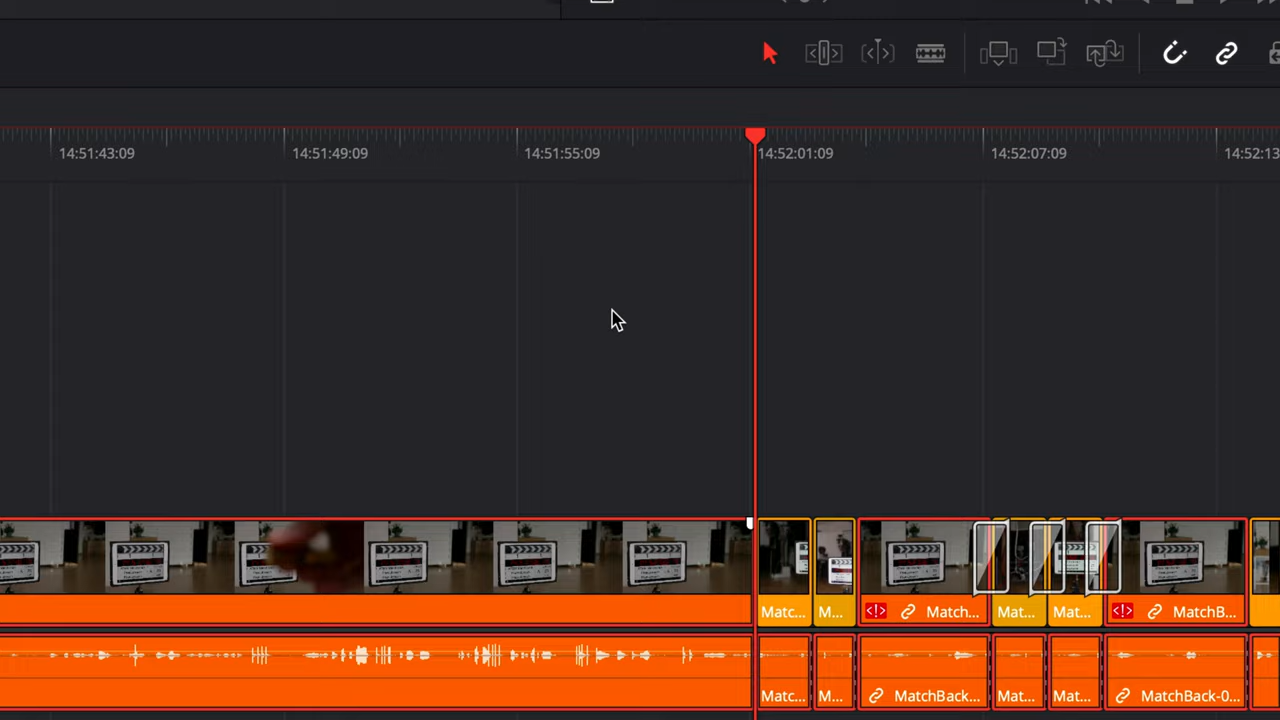 14:51:43:09 14:51:49:09 14:51:55:09 14:52:01:09 14:52:07:09 14:52:13
Matc... M... Match... Mat... Mat... MatchB...
Matc... M... MatchBack... Mat... Mat... MatchBack-0...